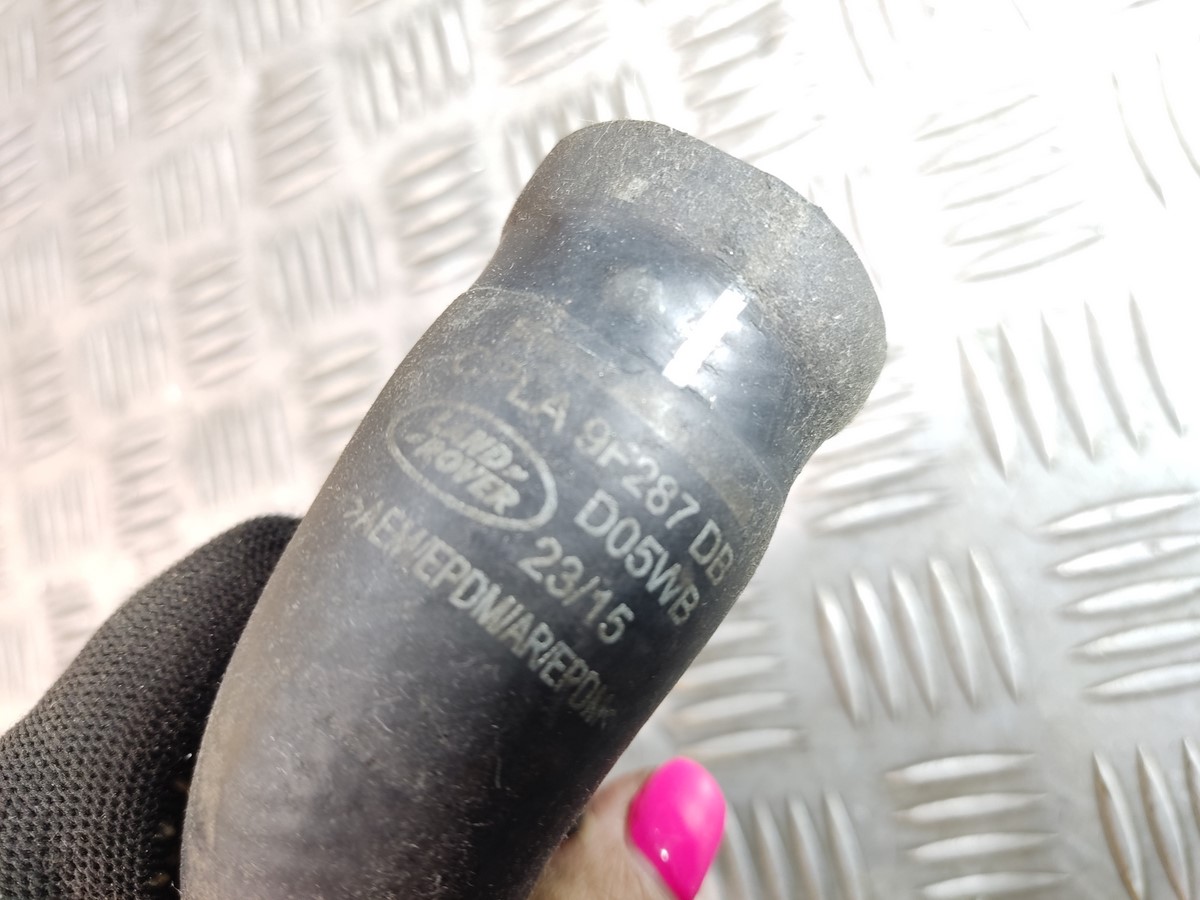 LA 9F287 DB
LAND ROVER
D05WB
23/15
>AEM/EPDM/AR/EPDM<